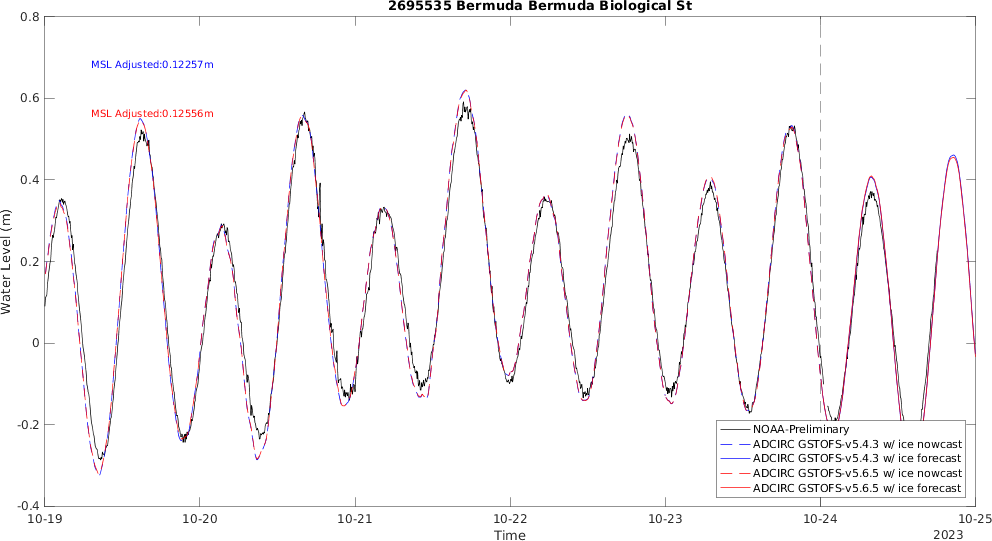 2695535 Bermuda Bermuda Biological St
MSL Adjusted:0.12257m
MSL Adjusted:0.12556m
Water Level (m)
0.8
0.6
0.4
0.2
0
-0.2
-0.4
NOAA-Preliminary
ADCIRC GSTOFS-v5.4.3 w/ ice nowcast
ADCIRC GSTOFS-v5.4.3 w/ ice forecast
ADCIRC GSTOFS-v5.6.5 w/ ice nowcast
ADCIRC GSTOFS-v5.6.5 w/ ice forecast
10-19 10-20 10-21 10-22 10-23 10-24 10-25
Time
2023